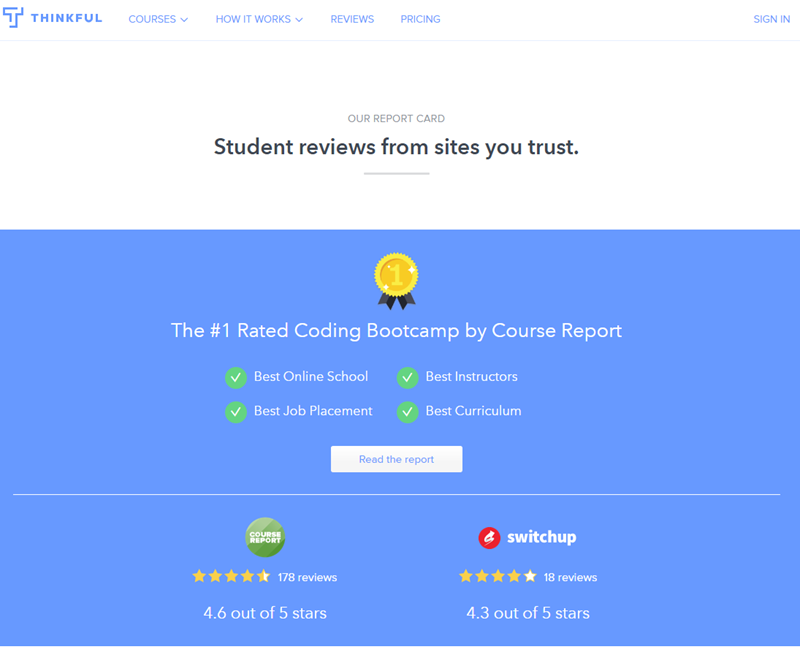 THINKFUL COURSES HOW IT WORKS REVIEWS PRICING SIGN IN
OUR REPORT CARD
Student reviews from sites you trust.
1
The #1 Rated Coding Bootcamp by Course Report
Best Online School Best Instructors
Best Job Placement Best Curriculum
Read the report
COURSE
REPORT
switchup
178 reviews 18 reviews
4.6 out of 5 stars 4.3 out of 5 stars